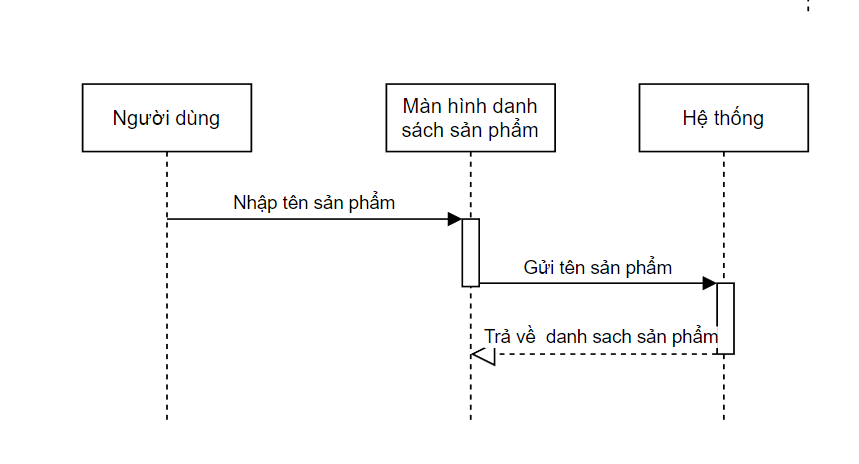 Người dùng
Màn hình danh
sách sản phẩm
Hệ thống
Nhập tên sản phẩm
Gửi tên sản phẩm
Trả về danh sach sản phẩm